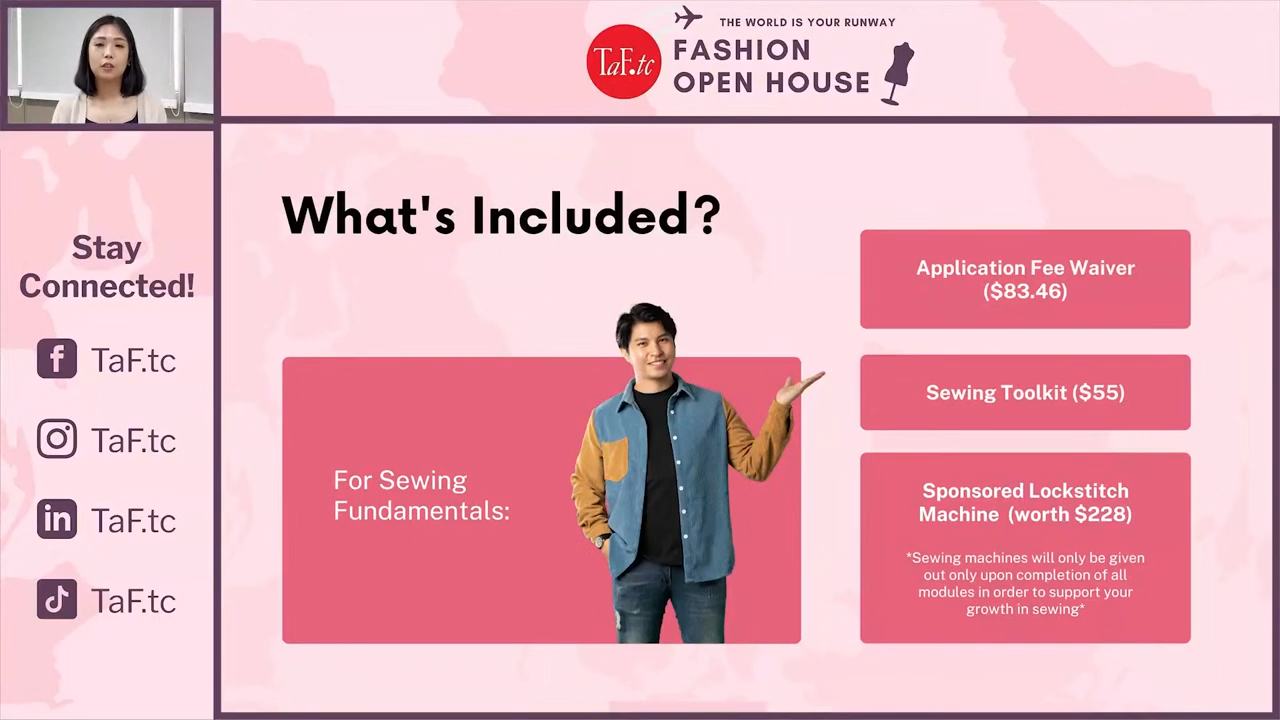 THE WORLD IS YOUR RUNWAY
TaF.tc
FASHION
OPEN HOUSE
Stay
Connected!
TaF.tc
TaF.tc
in TaF.tc
TaF.tc
What's Included?
For Sewing
Fundamentals:
Application Fee Waiver
($83.46)
Sewing Toolkit ($55)
Sponsored Lockstitch
Machine (worth $228)
*Sewing machines will only be given
out only upon completion of all
modules in order to support your
growth in sewing*